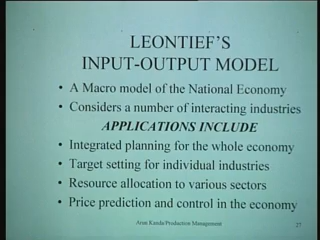 LEONTIEF'S
INPUT-OUTPUT MODEL
• A Macro model of the National Economy
• Considers a number of interacting industries
APPLICATIONS INCLUDE
• Integrated planning for the whole economy
• Target setting for individual industries
• Resource allocation to various sectors
• Price prediction and control in the economy
Arun Kanda/Production Management
27